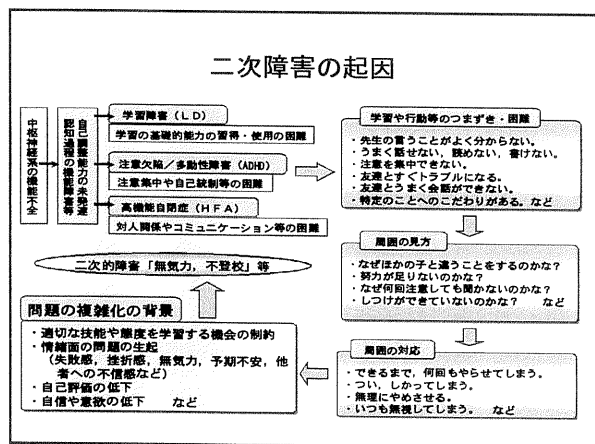 二次障害の起因
中枢神経系の機能不全
自己調整能力の未発達
認知過程の機能障害等
学習障害（ＬＤ）
学習の基礎的能力の習得・使用の困難
注意欠陥／多動性障害（ADHD）
注意集中や自己統制等の困難
高機能自閉症（ＨＦＡ）
対人関係やコミュニケーション等の困難
学習や行動等のつまずき・困難
・先生の言うことがよく分からない。
・うまく話せない，読めない，書けない。
・注意を集中できない。
・友達とすぐトラブルになる。
・友達とうまく会話ができない。
・特定のことへのこだわりがある。など
周囲の見方
・なぜほかの子と違うことをするのかな？
・努力が足りないのかな？
・なぜ何回注意しても聞かないのかな？
・しつけができていないのかな？　など
周囲の対応
・できるまで，何回もやらせてしまう。
・つい，しかってしまう。
・無理にやめさせる。
・いつも無視してしまう。　など
二次的障害「無気力，不登校」等
問題の複雑化の背景
・適切な技能や態度を学習する機会の制約
・情緒面の問題の生起
（失敗感，挫折感，無気力，予期不安，他
者への不信感など）
・自己評価の低下
・自信や意欲の低下　など